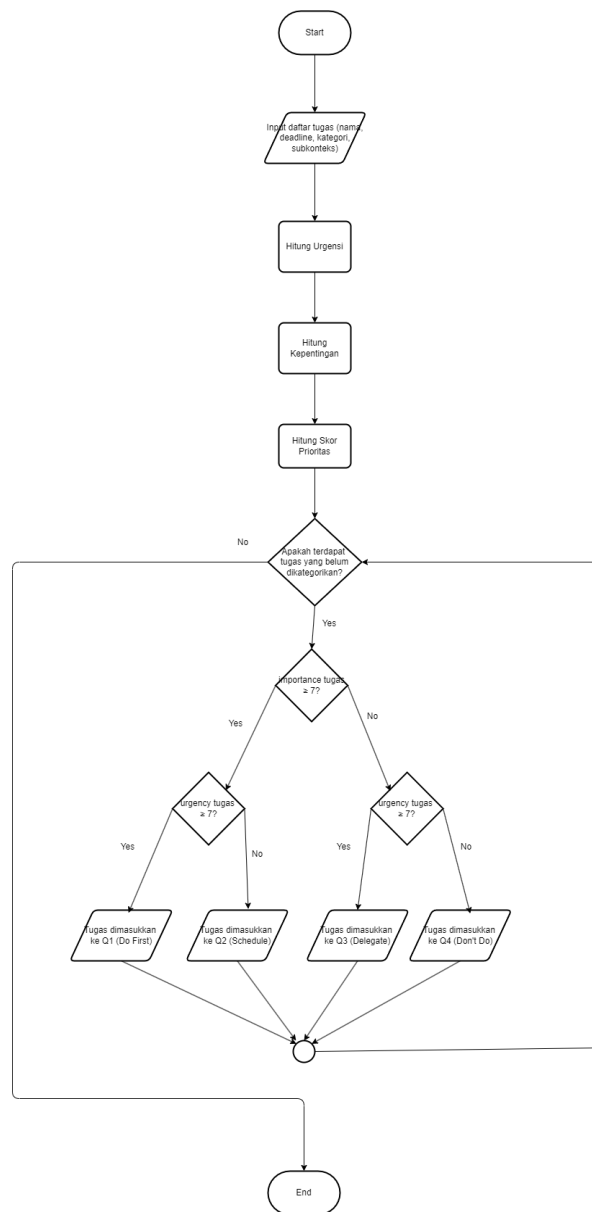 Start
Input daftar tugas (nama,
deadline, kategori,
subkonteks)
Hitung Urgensi
Hitung
Kepentingan
Hitung Skor
Prioritas
No
Apakah terdapat
tugas yang belum
dikategorikan?
Yes
importance tugas
≥ 7?
Yes
No
urgency tugas
≥ 7?
urgency tugas
≥ 7?
Yes
No
Yes
No
Tugas dimasukkan
ke Q1 (Do First)
Tugas dimasukkan
ke Q2 (Schedule)
Tugas dimasukkan
ke Q3 (Delegate)
Tugas dimasukkan
ke Q4 (Don't Do)
End